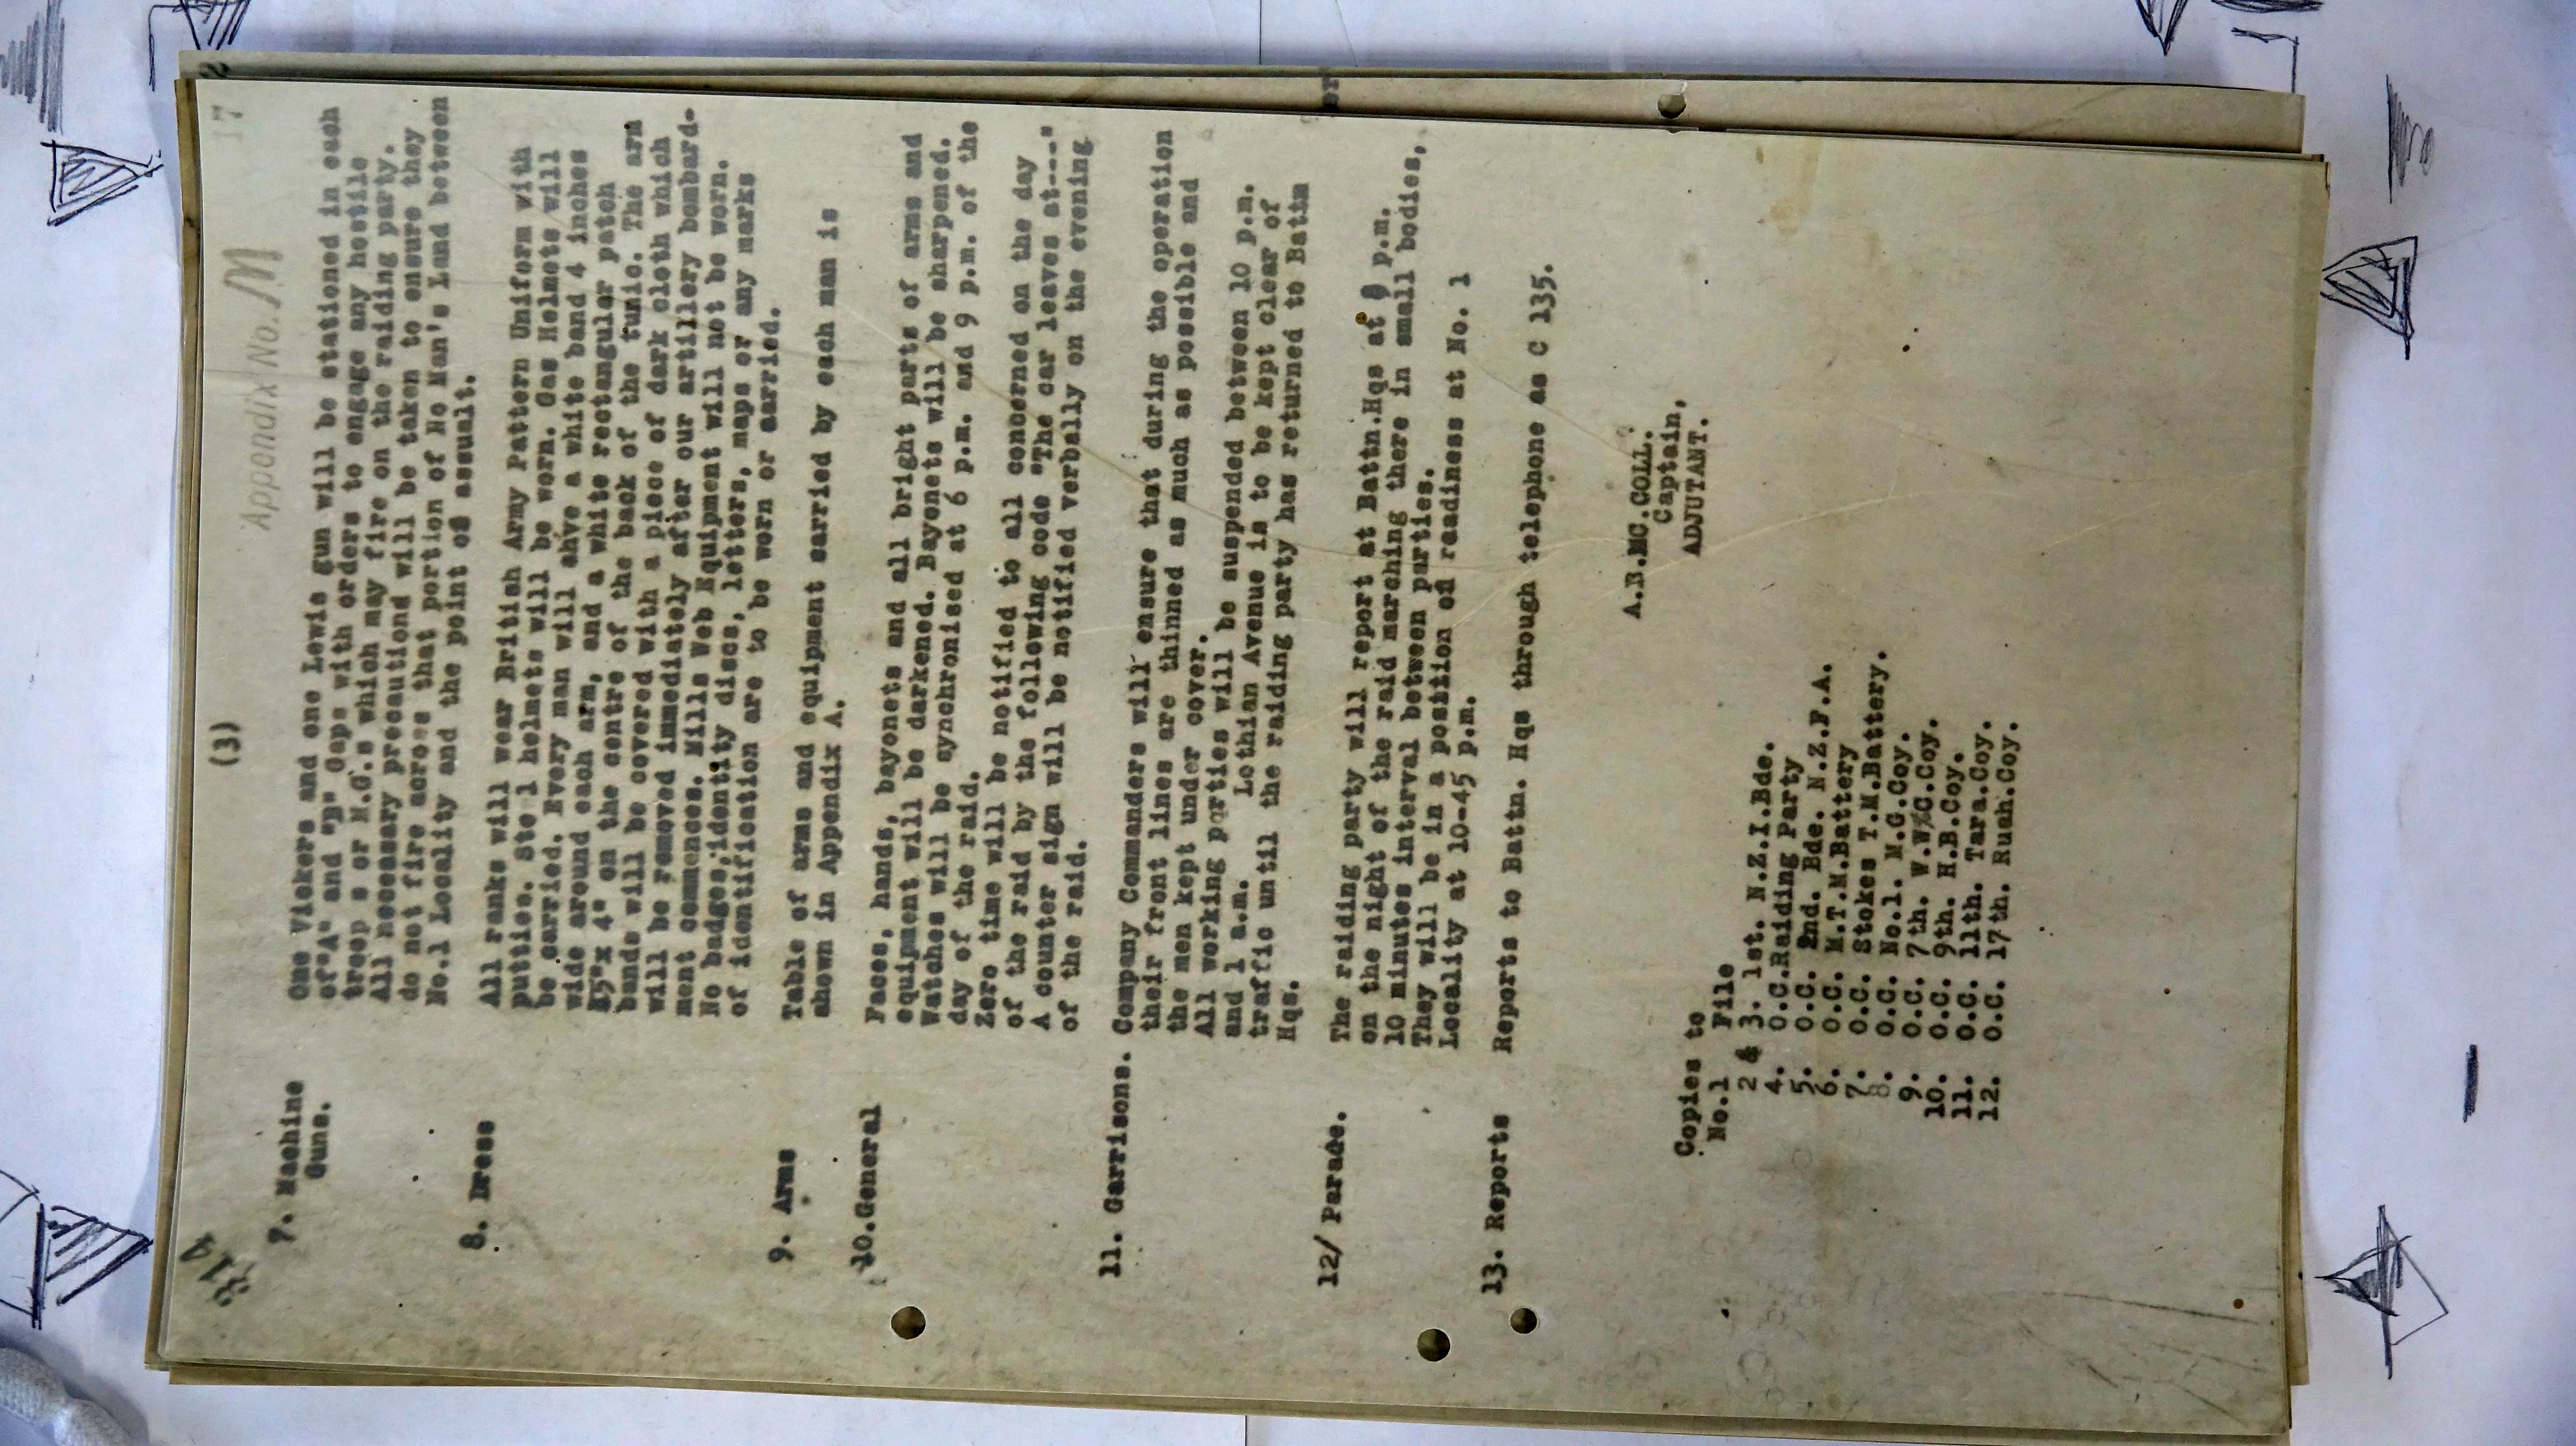 314
(3)
Appendix No. M
17
7. Machine Guns.
One Vickers and one Lewis gun will be stationed in each
of"A" and "B" Gaps with orders to engage any hostile
troop s or M.G.s which may fire on the raiding party.
All necessary precautiond will be taken to ensure they
do not fire across that portion of No Man's Land between
No.1 Locality and the point of assualt.
8. Dress
All ranks will wear British Army Pattern Uniform with
putties. Ste l helmets will be worn. Gas Helmets will
be carried. Every man will ahve a white band 4 inches
wide around each arm, and a white rectangular patch
5"x 4" on the centre of the back of the tunic. The arm
bands will be covered with a piece of dark cloth which
will be removed immediately after our artillery bombard-
ment commences. Mills Web Equipment will not be worn.
No badges, identity discs, letters, maps or any marks
of identification are to be worn or carried.
9. Arms
Table of arms and equipment carried by each man is
shown in Appendix A.
10.General
Faces, hands, bayonets and all bright parts of arms and
equipment will be darkened. Bayonets will be sharpened.
Watches will be synchronised at 6 p.m. and 9 p.m. of the
day of the raid.
Zero time will be notified to all concerned on the day
of the raid by the following code "The car leaves at----"
A counter sign will be notified verbally on the evening
of the raid.
11. Garrisons.
Company Commanders will ensure that during the operation
their front lines are thinned as much as possible and
the men kept under cover.
All working parties will be suspended between 10 p.m.
and 1 a.m. Lothian Avenue is to be kept clear of
traffic until the raiding party has returned to Battn
Hqs.
12/ Parade.
The raiding party will report at Battn.Hqs at p.m.
on the night of the raid marching there in small bodies,
10 minutes interval between parties.
They will be in a position of readiness at No. 1
Locality at 10-45 p.m.
13. Reports
Reports to Battn. Hqs through telephone as C 135.
A.B.MC.COLL.
Captain,
ADJUTANT.
Copies to
No.1 File
2 & 3. 1st. N.Z.I.Bde.
4. O.C.Raiding Party
5. O.C. 2nd. Bde. N.Z.F.A.
6. O.C. M.T.M.Battery
7. O.C. Stokes T.M.Battery.
8. O.C. No.1. M.G.Coy.
9. O.C. 7th. W.W.C.Coy.
10. O.C. 9th. H.B.Coy.
11. O.C. 11th. Tara.Coy.
12. O.C. 17th. Ruah.Coy.